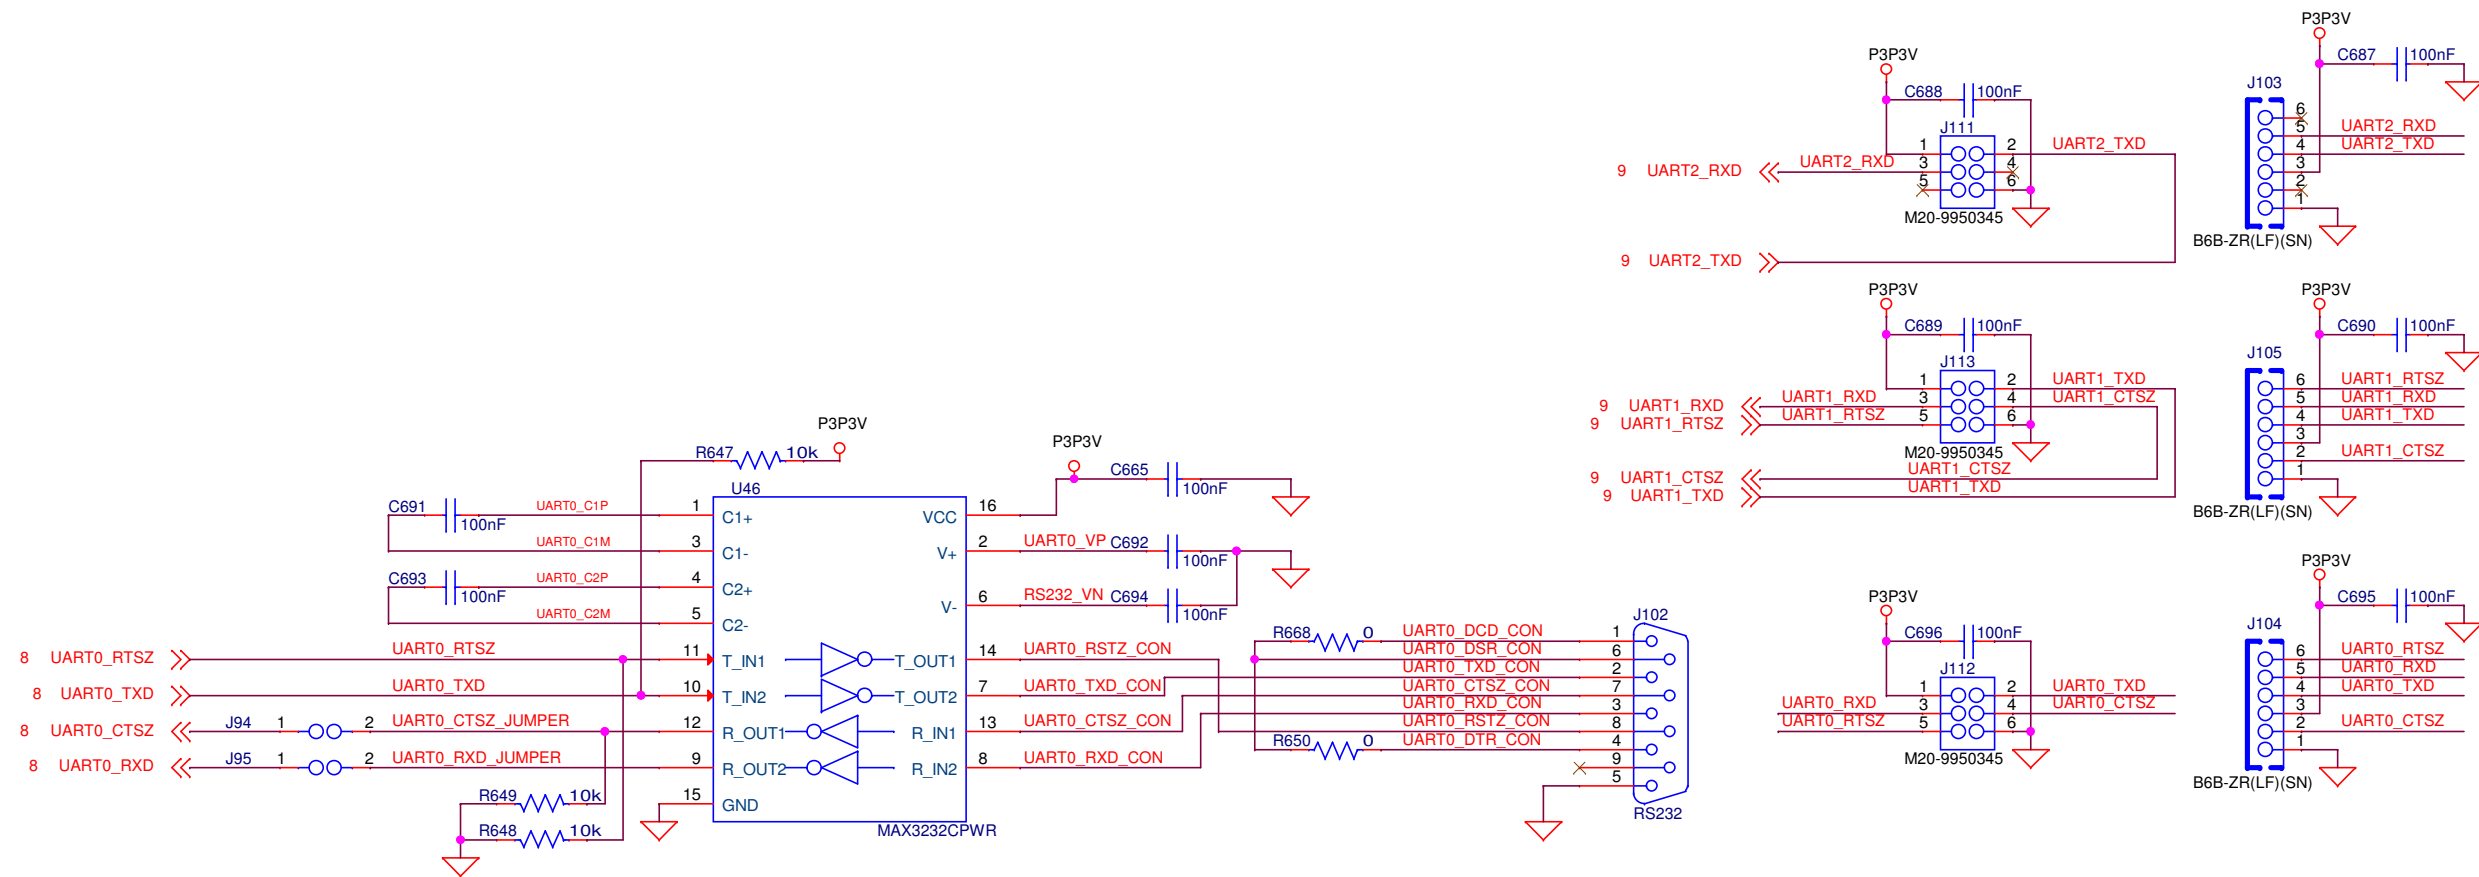 P3P3V
C688 100nF
J111
1 2 UART2_TXD
9 UART2_RXD UART2_RXD 3 4
5 6
M20-9950345
9 UART2_TXD
P3P3V
C687 100nF
J103
6
5 UART2_RXD
4 UART2_TXD
3
2
1
B6B-ZR(LF)(SN)
P3P3V
C689 100nF
J113
1 2 UART1_TXD
9 UART1_RXD UART1_RXD 3 4 UART1_CTSZ
9 UART1_RTSZ UART1_RTSZ 5 6
M20-9950345
9 UART1_CTSZ UART1_CTSZ
9 UART1_TXD UART1_TXD
P3P3V
C690 100nF
J105
6 UART1_RTSZ
5 UART1_RXD
4 UART1_TXD
3
2 UART1_CTSZ
1
B6B-ZR(LF)(SN)
P3P3V
R647 10k
P3P3V
C665 100nF
U46
C691 100nF UART0_C1P 1 C1+ VCC 16
UART0_C1M 3 C1- V+ 2 UART0_VP C692 100nF
C693 100nF UART0_C2P 4 C2+ V- 6 RS232_VN C694 100nF
UART0_C2M 5 C2-
8 UART0_RTSZ UART0_RTSZ 11 T_IN1 T_OUT1 14 UART0_RSTZ_CON
8 UART0_TXD UART0_TXD 10 T_IN2 T_OUT2 7 UART0_TXD_CON
8 UART0_CTSZ J94 1 2 UART0_CTSZ_JUMPER 12 R_OUT1 R_IN1 13 UART0_CTSZ_CON
8 UART0_RXD J95 1 2 UART0_RXD_JUMPER 9 R_OUT2 R_IN2 8 UART0_RXD_CON
R649 10k 15 GND
R648 10k
MAX3232CPWR
J102
R668 0 UART0_DCD_CON 1
UART0_DSR_CON 6
UART0_TXD_CON 2
UART0_CTSZ_CON 7
UART0_RXD_CON 3
UART0_RSTZ_CON 8
R650 0 UART0_DTR_CON 4
9
5
RS232
P3P3V
C696 100nF
J112
1 2 UART0_TXD
UART0_RXD 3 4 UART0_CTSZ
UART0_RTSZ 5 6
M20-9950345
P3P3V
C695 100nF
J104
6 UART0_RTSZ
5 UART0_RXD
4 UART0_TXD
3
2 UART0_CTSZ
1
B6B-ZR(LF)(SN)